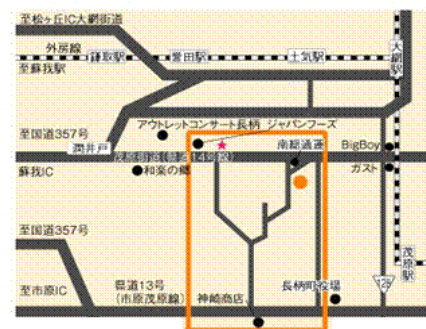 至松ヶ丘IC大網街道
外房線
鎌取駅
誉田駅
土気駅
大網駅
至蘇我駅
アウトレットコンサート長柄
ジャパンフーズ
至国道357号
潤井戸
茂原街道(県道14号線)
南総通運
BigBoy
蘇我IC
和楽の郷
ガスト
至国道357号
茂原駅
県道13号
(市原茂原線)
神崎商店
長柄町役場
128
至市原IC